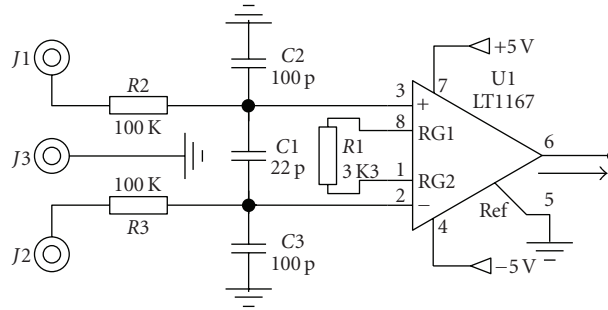 J1
R2
100 K
C2
100 p
+5 V
7
U1
LT1167
3
+
8
RG1
J3
C1
22 p
R1
3 K3
6
1
RG2
2
−
100 K
R3
Ref
5
4
J2
C3
100 p
−5 V